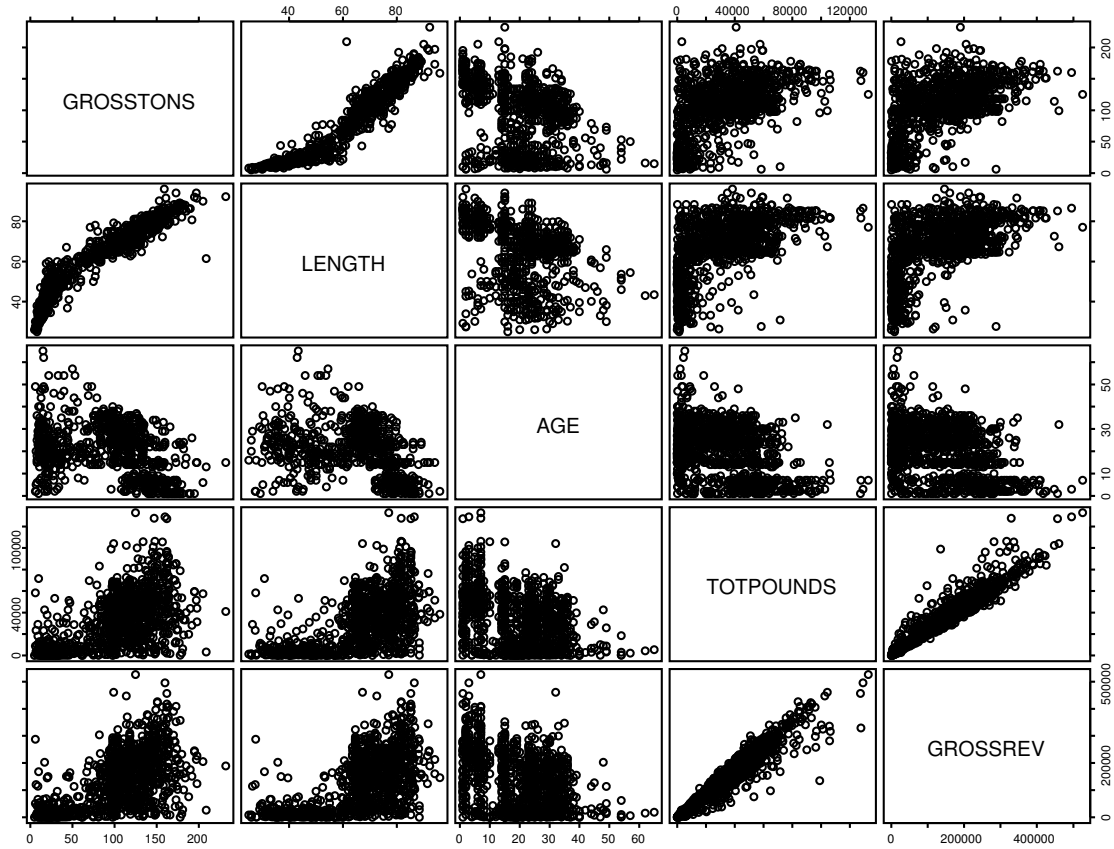 40 60 80
0 40000 80000 120000
GROSSTONS
0 50 100 200
40 60 80
LENGTH
AGE
0 10 30 50
0 40000 100000
TOTPOUNDS
GROSSREV
0 200000 500000
0 50 100 150 200
0 10 20 30 40 50 60
0 200000 400000